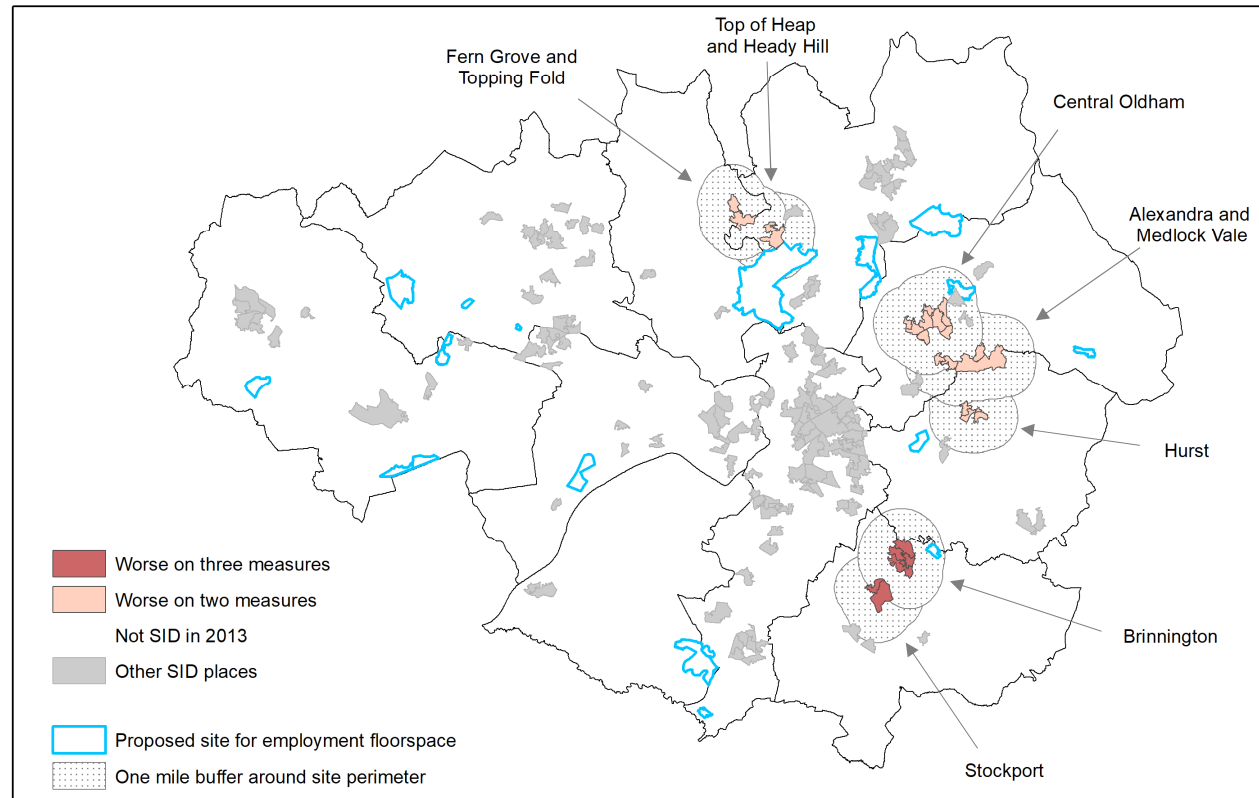 Top of Heap
and Heady Hill
Fern Grove and
Topping Fold
Central Oldham
Alexandra and
Medlock Vale
Hurst
Brinnington
Stockport
Worse on three measures
Worse on two measures
Not SID in 2013
Other SID places
Proposed site for employment floorspace
One mile buffer around site perimeter